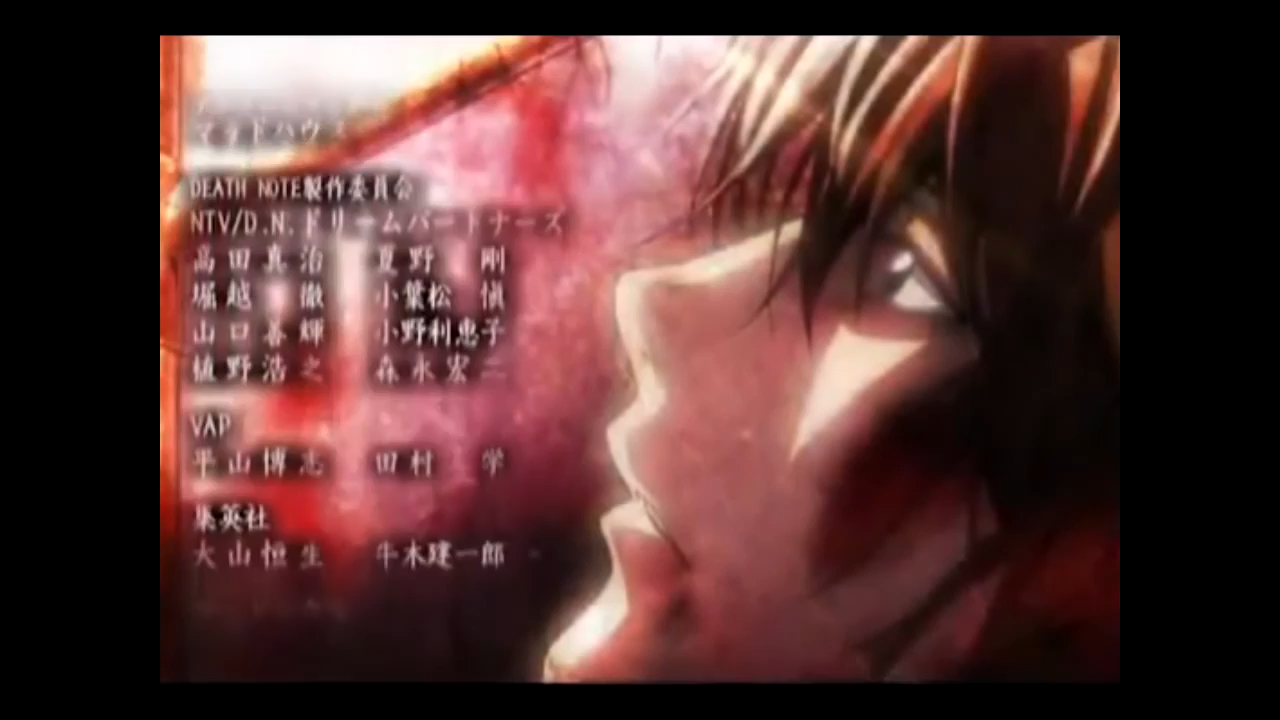 マッドハウス
DEATH NOTE製作委員会
NTV/D.N.ドリームパートナーズ
高田真治 夏野 剛
堀越 徹 小葉松 慎
山口喜輝 小野利恵子
植野浩之 森永宏二
VAP
平山博志 田村 学
集英社
大山恒生 牛木建一郎